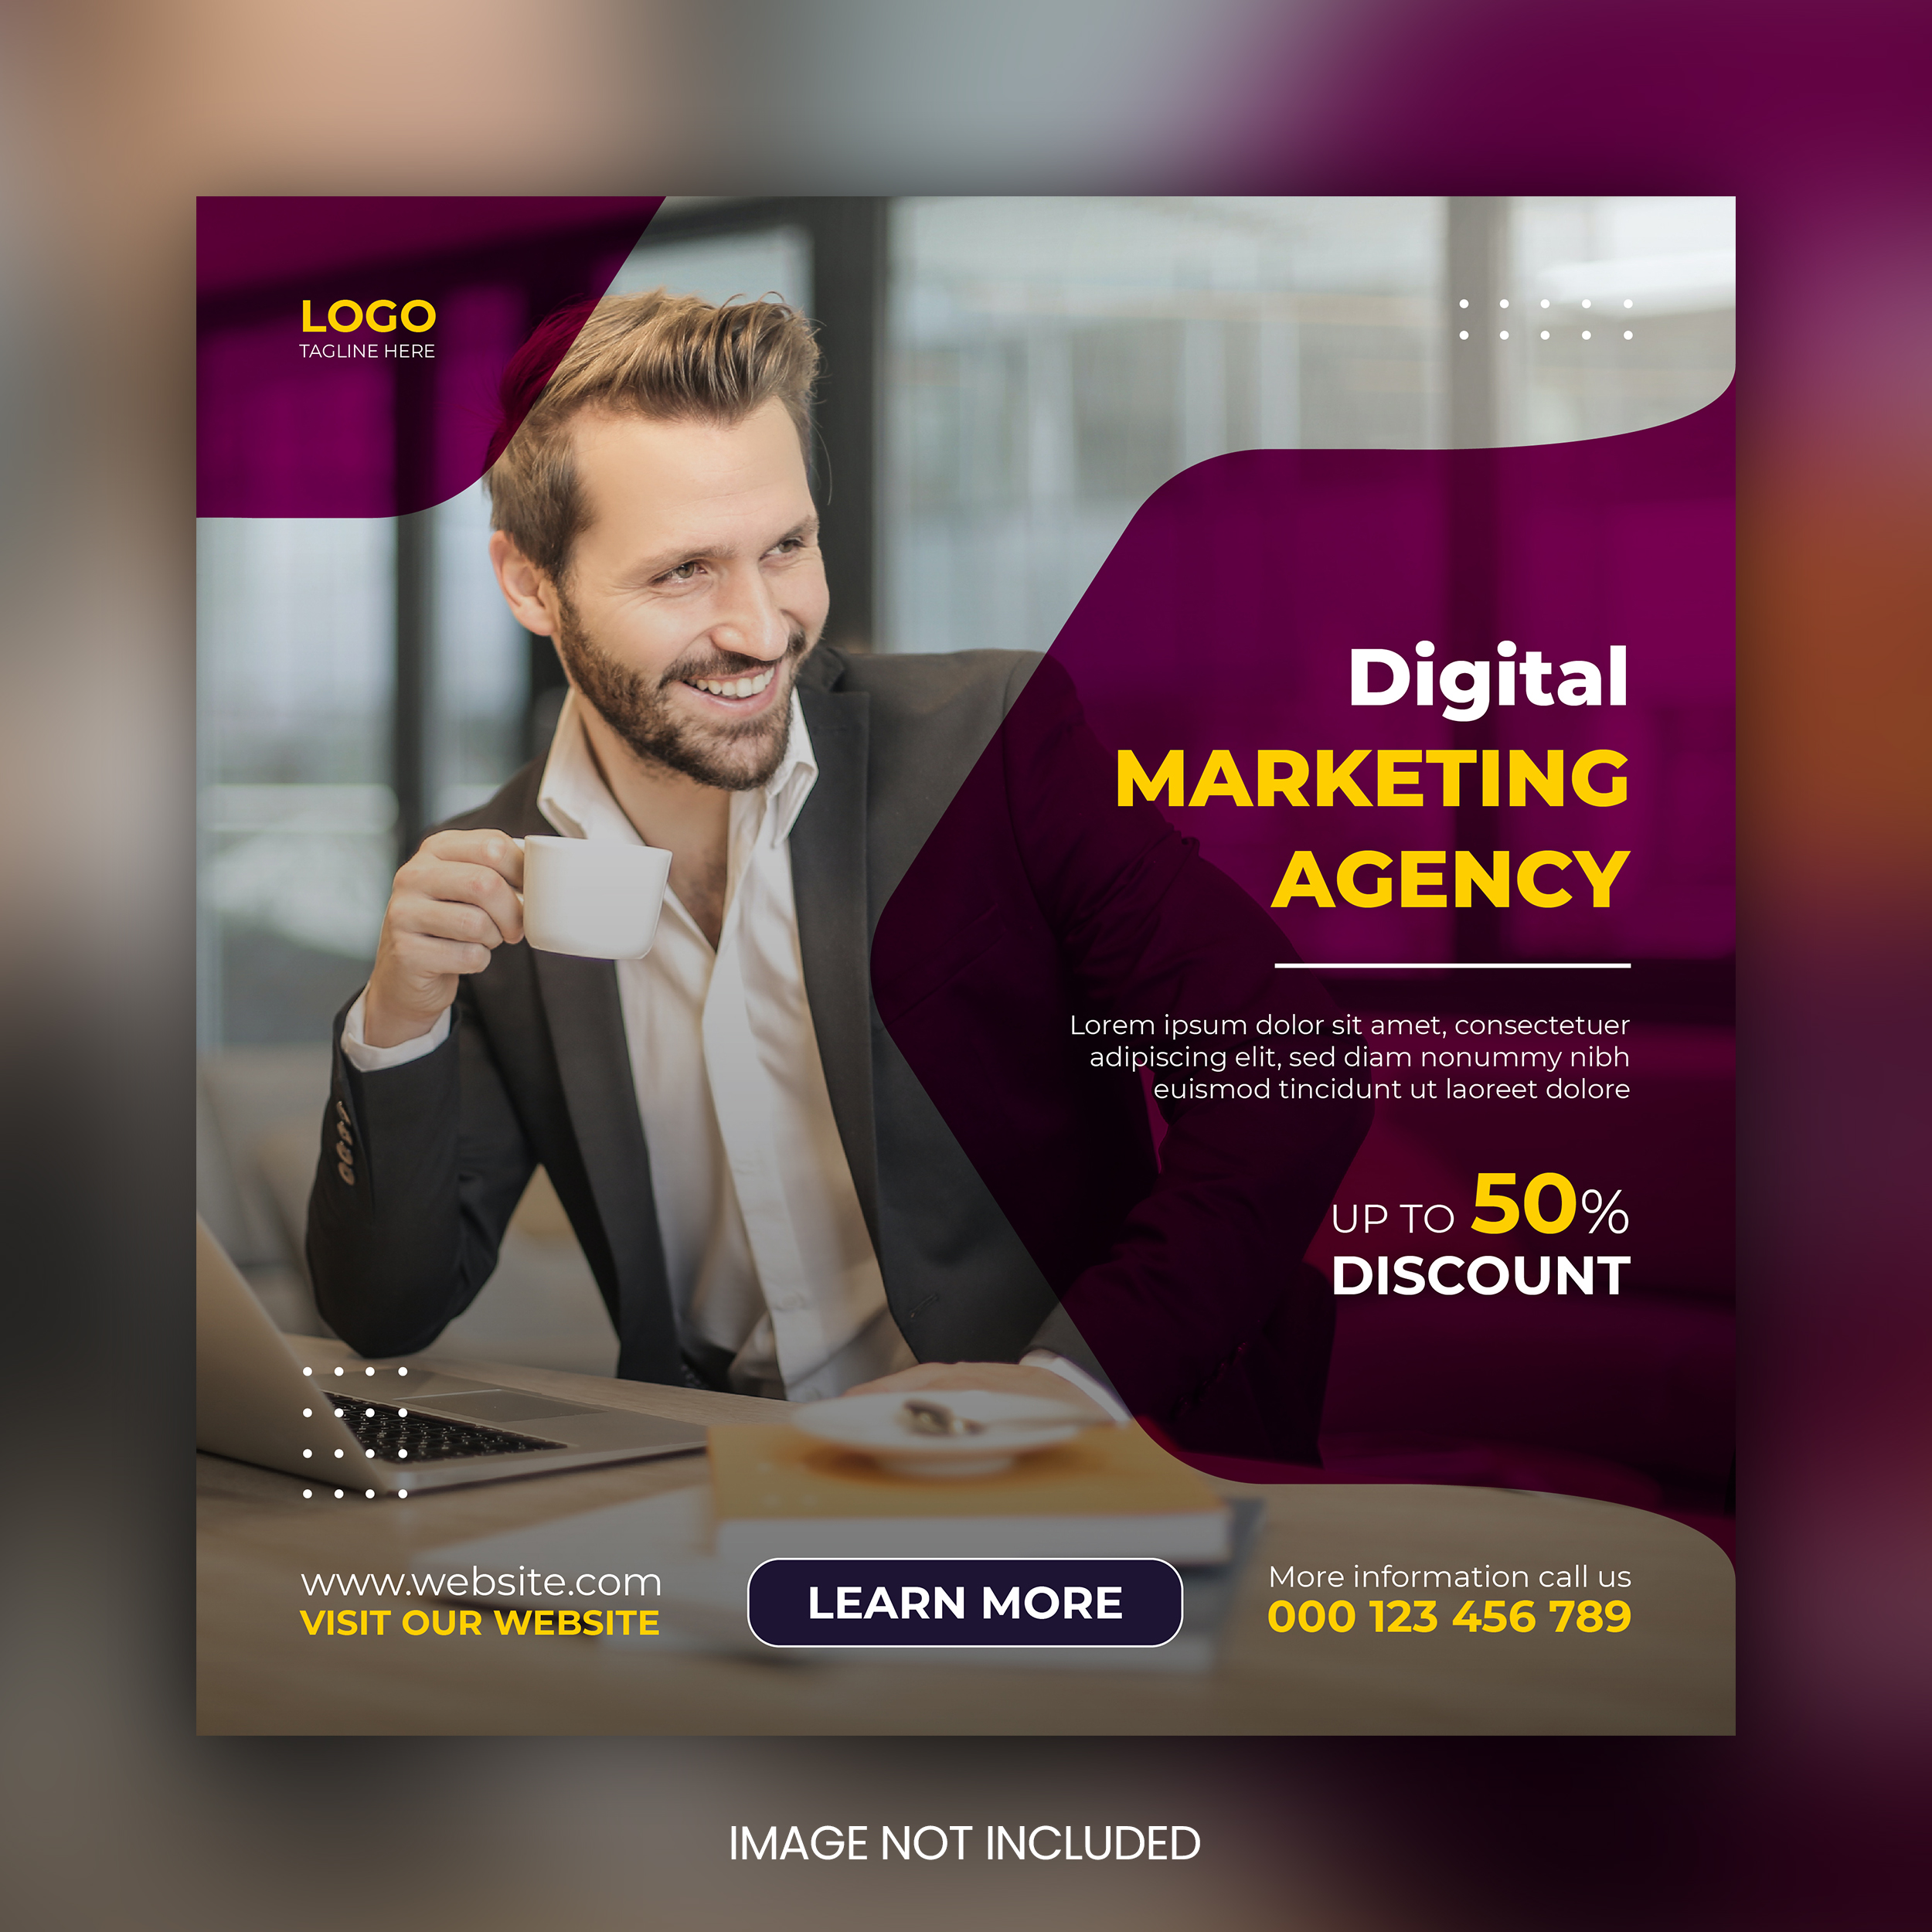 LOGO
TAGLINE HERE
Digital
MARKETING
AGENCY
Lorem ipsum dolor sit amet, consectetuer
adipiscing elit, sed diam nonummy nibh
euismod tincidunt ut laoreet dolore
UP TO 50%
DISCOUNT
www.website.com
VISIT OUR WEBSITE
LEARN MORE
More information call us
000 123 456 789
IMAGE NOT INCLUDED